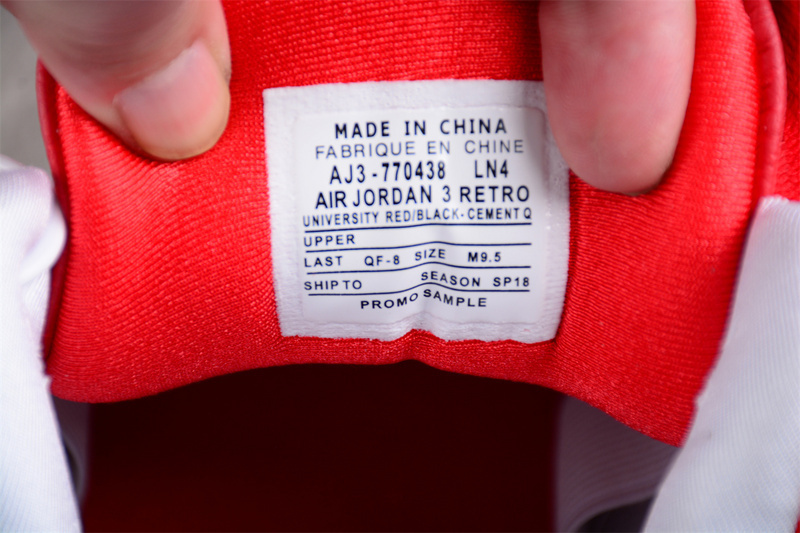 MADE IN CHINA
FABRIQUE EN CHINE
AJ3-770438 LN4
AIR JORDAN 3 RETRO
UNIVERSITY RED/BLACK-CEMENT Q
UPPER
LAST QF-8 SIZE M9.5
SHIP TO SEASON SP18
PROMO SAMPLE